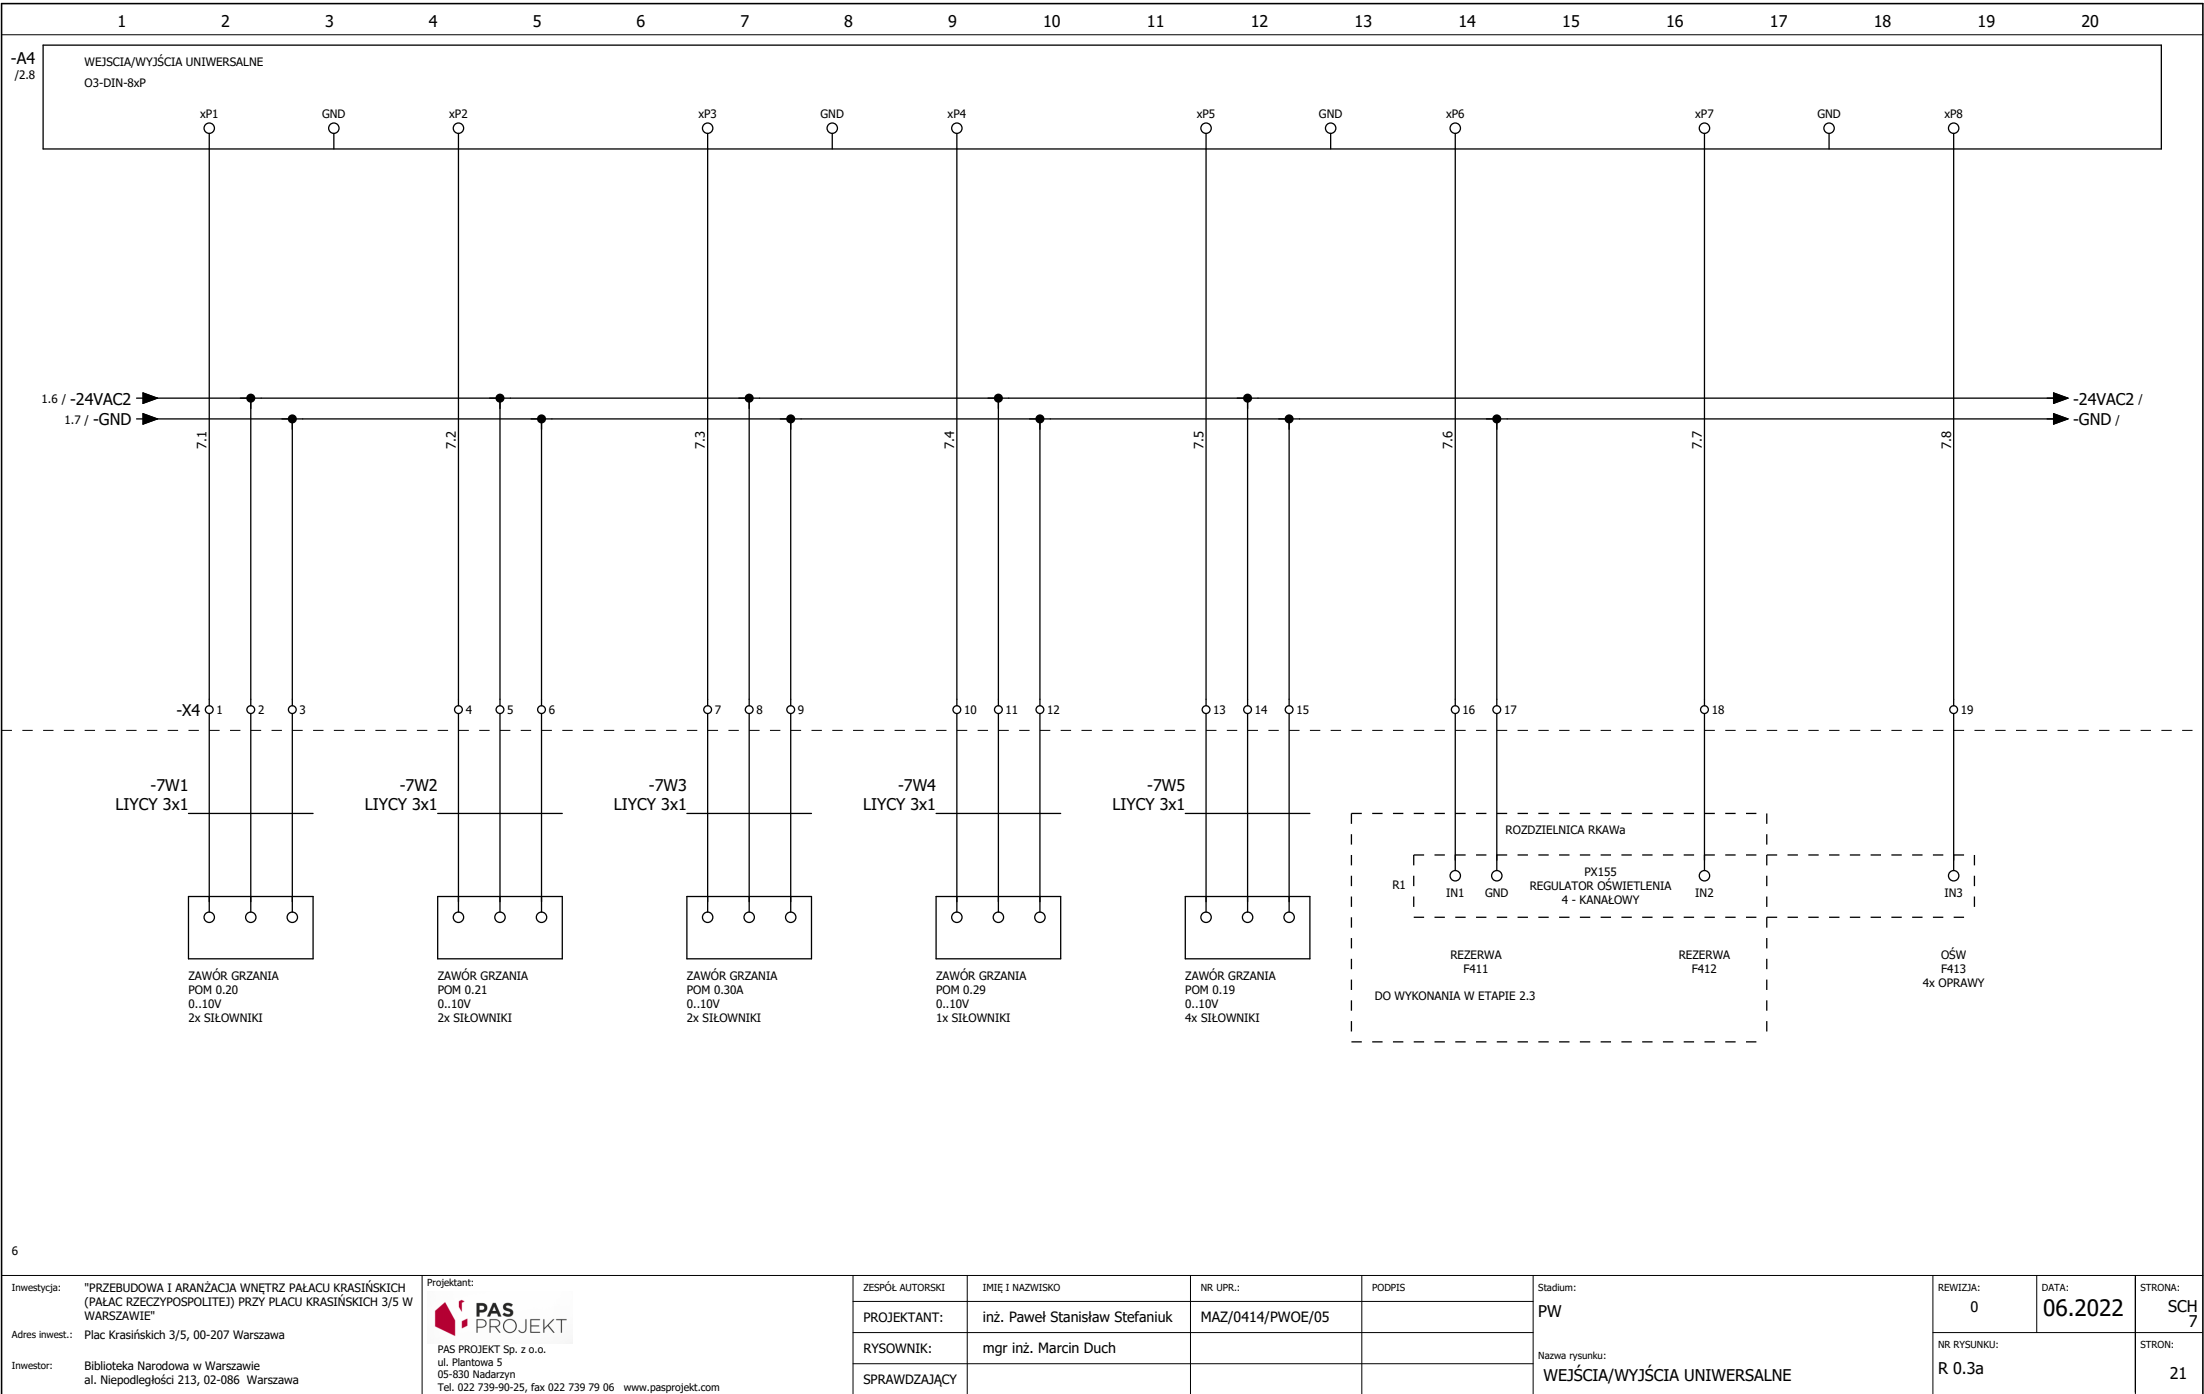 1 2 3 4 5 6 7 8 9 10 11 12 13 14 15 16 17 18 19 20
-A4
/2.8
WEJSCIA/WYJŚCIA UNIWERSALNE
O3-DIN-8xP
xP1 GND xP2 xP3 GND xP4 xP5 GND xP6 xP7 GND xP8
1.6 / -24VAC2 -24VAC2 /
1.7 / -GND -GND /
7.1 7.2 7.3 7.4 7.5 7.6 7.7 7.8
-X4 1 2 3 4 5 6 7 8 9 10 11 12 13 14 15 16 17 18 19
-7W1
LIYCY 3x1
-7W2
LIYCY 3x1
-7W3
LIYCY 3x1
-7W4
LIYCY 3x1
-7W5
LIYCY 3x1
ROZDZIELNICA RKAWa
R1
IN1 GND
PX155
REGULATOR OŚWIETLENIA
4 - KANAŁOWY
IN2
IN3
ZAWÓR GRZANIA
POM 0.20
0..10V
2x SIŁOWNIKI
ZAWÓR GRZANIA
POM 0.21
0..10V
2x SIŁOWNIKI
ZAWÓR GRZANIA
POM 0.30A
0..10V
2x SIŁOWNIKI
ZAWÓR GRZANIA
POM 0.29
0..10V
1x SIŁOWNIKI
ZAWÓR GRZANIA
POM 0.19
0..10V
4x SIŁOWNIKI
REZERWA
F411
REZERWA
F412
OŚW
F413
4x OPRAWY
DO WYKONANIA W ETAPIE 2.3
6
Inwestycja: "PRZEBUDOWA I ARANŻACJA WNĘTRZ PAŁACU KRASIŃSKICH
(PAŁAC RZECZYPOSPOLITEJ) PRZY PLACU KRASIŃSKICH 3/5 W
WARSZAWIE"
Adres inwest.: Plac Krasińskich 3/5, 00-207 Warszawa
Inwestor: Biblioteka Narodowa w Warszawie
al. Niepodległości 213, 02-086 Warszawa
Projektant:
PAS
PROJEKT
PAS PROJEKT Sp. z o.o.
ul. Plantowa 5
05-830 Nadarzyn
Tel. 022 739-90-25, fax 022 739 79 06 www.pasprojekt.com
ZESPÓŁ AUTORSKI IMIĘ I NAZWISKO NR UPR.: PODPIS
PROJEKTANT: inż. Paweł Stanisław Stefaniuk MAZ/0414/PWOE/05
RYSOWNIK: mgr inż. Marcin Duch
SPRAWDZAJĄCY
Stadium:
PW
Nazwa rysunku:
WEJŚCIA/WYJŚCIA UNIWERSALNE
REWIZJA:
0
DATA:
06.2022
STRONA:
SCH
7
NR RYSUNKU:
R 0.3a
STRON:
21